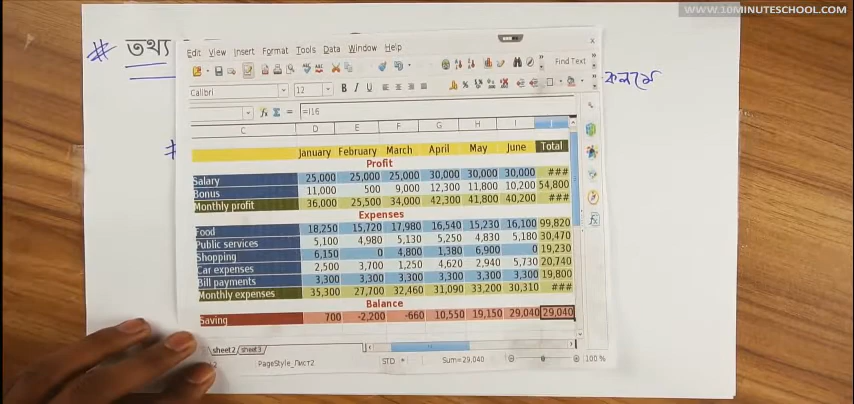 WWW.10MINUTESCHOOL.COM
# তথ্য
Edit View Insert Format Tools Data Window Help
Find Text
Calibri 12 B I U
কলামে
fx Σ = =I16
C D E F G H I J
January February March April May June Total
Profit
Salary 25,000 25,000 25,000 30,000 30,000 30,000 ###
Bonus 11,000 500 9,000 12,300 11,800 10,200 54,800
Monthly profit 36,000 25,500 34,000 42,300 41,800 40,200 ###
#
Expenses
Food 18,250 15,720 17,980 16,540 15,230 16,100 99,820
Public services 5,100 4,980 5,130 5,250 4,830 5,180 30,470
Shopping 6,150 0 4,800 1,380 6,900 0 19,230
Car expenses 2,500 3,700 1,250 4,620 2,940 5,730 20,740
Bill payments 3,300 3,300 3,300 3,300 3,300 3,300 19,800
Monthly expenses 35,300 27,700 32,460 31,090 33,200 30,310 ###
Balance
Saving 700 -2,200 -660 10,550 19,150 29,040 29,040
sheet2 sheet3
2 PageStyle_Лист2 STD Sum=29,040 100 %